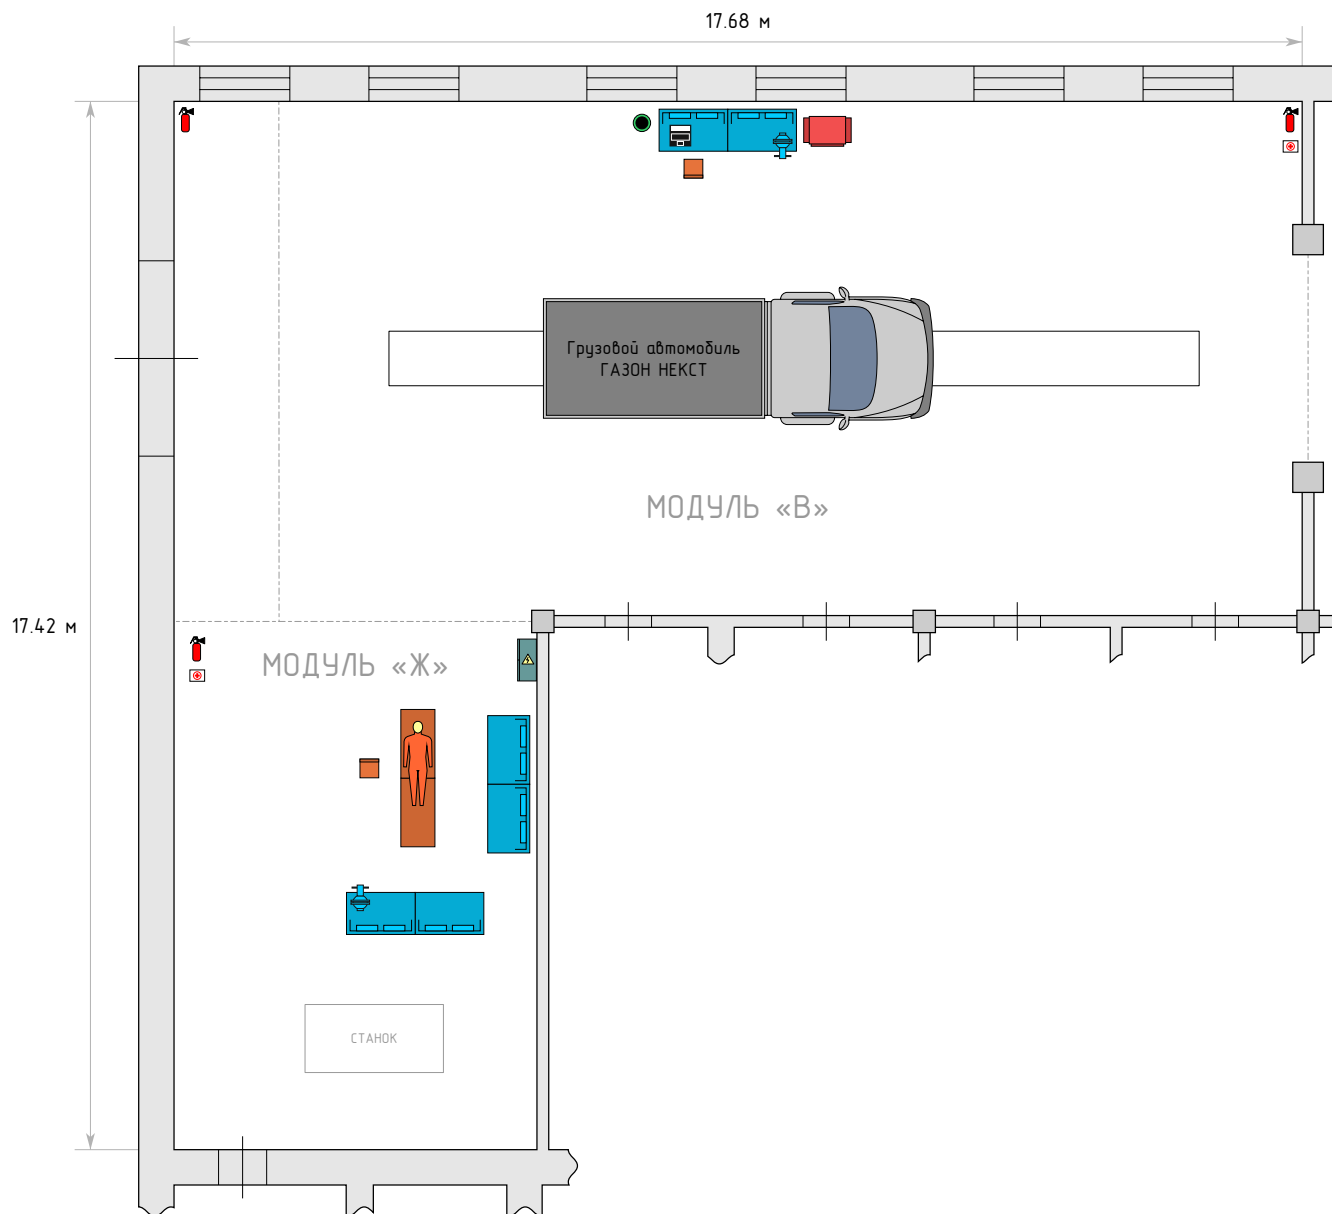 17.68 м
Грузовой автомобиль
ГАЗОН НЕКСТ
МОДУЛЬ «В»
17.42 м
МОДУЛЬ «Ж»
СТАНОК